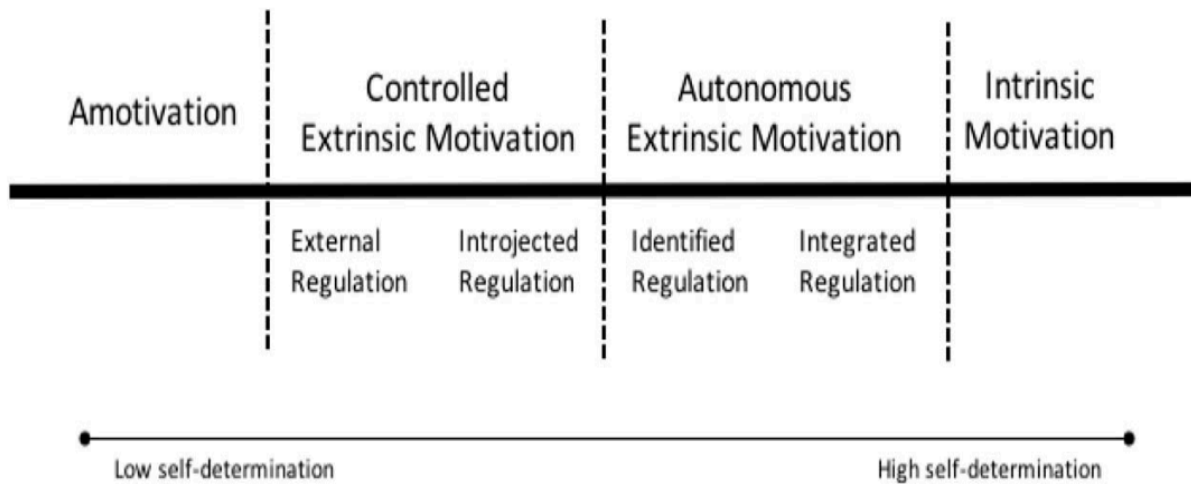 Amotivation
Controlled
Extrinsic Motivation
Autonomous
Extrinsic Motivation
Intrinsic
Motivation
External
Regulation
Introjected
Regulation
Identified
Regulation
Integrated
Regulation
Low self-determination
High self-determination